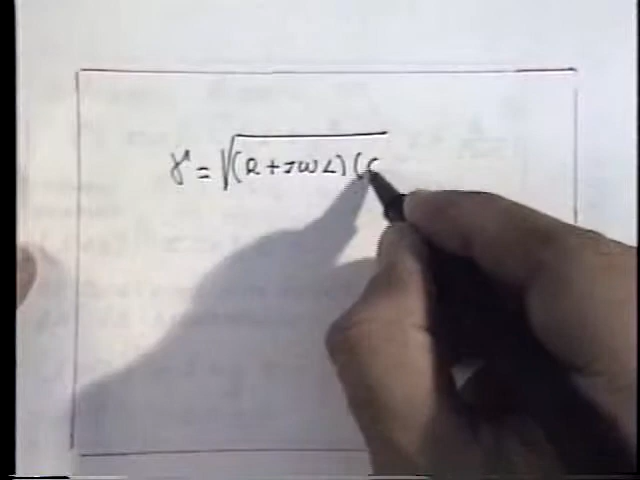 γ = √(R + jωL) (G